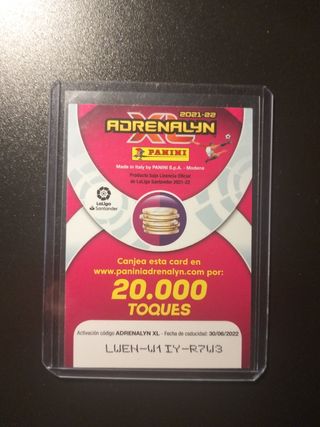 2021-22
ADRENALYN
XL
PANINI
Made in Italy by PANINI S.p.A. - Modena
Producto bajo Licencia Oficial
de LaLiga Santander 2021-22
LaLiga
Santander
Canjea esta card en
www.paniniadrenalyn.com por:
20.000
TOQUES
Activación código ADRENALYN XL - Fecha de caducidad: 30/06/2022
LWEN-W1IY-R7W3